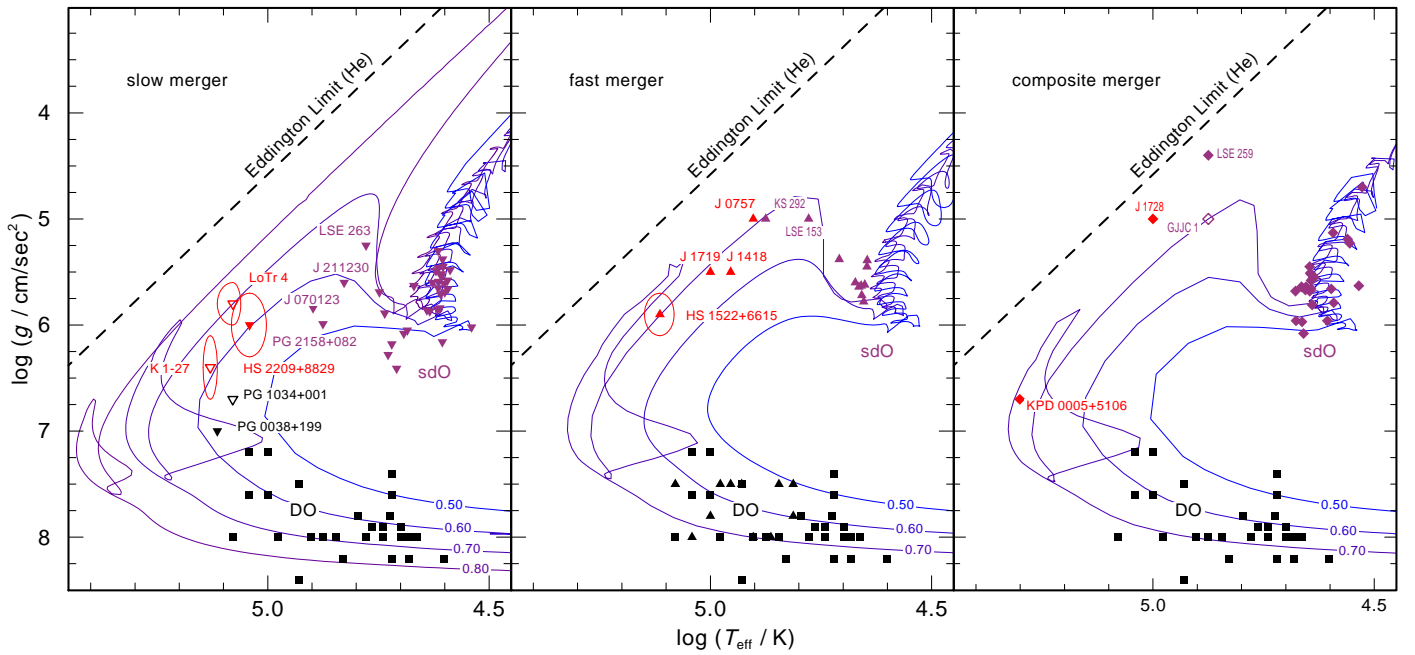 slow merger
Eddington Limit (He)
LSE 263
LoTr 4
J 211230
J 070123
PG 2158+082
K 1-27
HS 2209+8829
sdO
PG 1034+001
PG 0038+199
DO
0.50
0.60
0.70
0.80
fast merger
Eddington Limit (He)
J 0757
KS 292
LSE 153
J 1719
J 1418
HS 1522+6615
sdO
DO
0.50
0.60
0.70
composite merger
Eddington Limit (He)
LSE 259
J 1728
GJJC 1
sdO
KPD 0005+5106
DO
0.50
0.60
0.70
4
5
6
7
8
log (g / cm/sec²)
5.0
4.5
5.0
4.5
5.0
4.5
log (Teff / K)